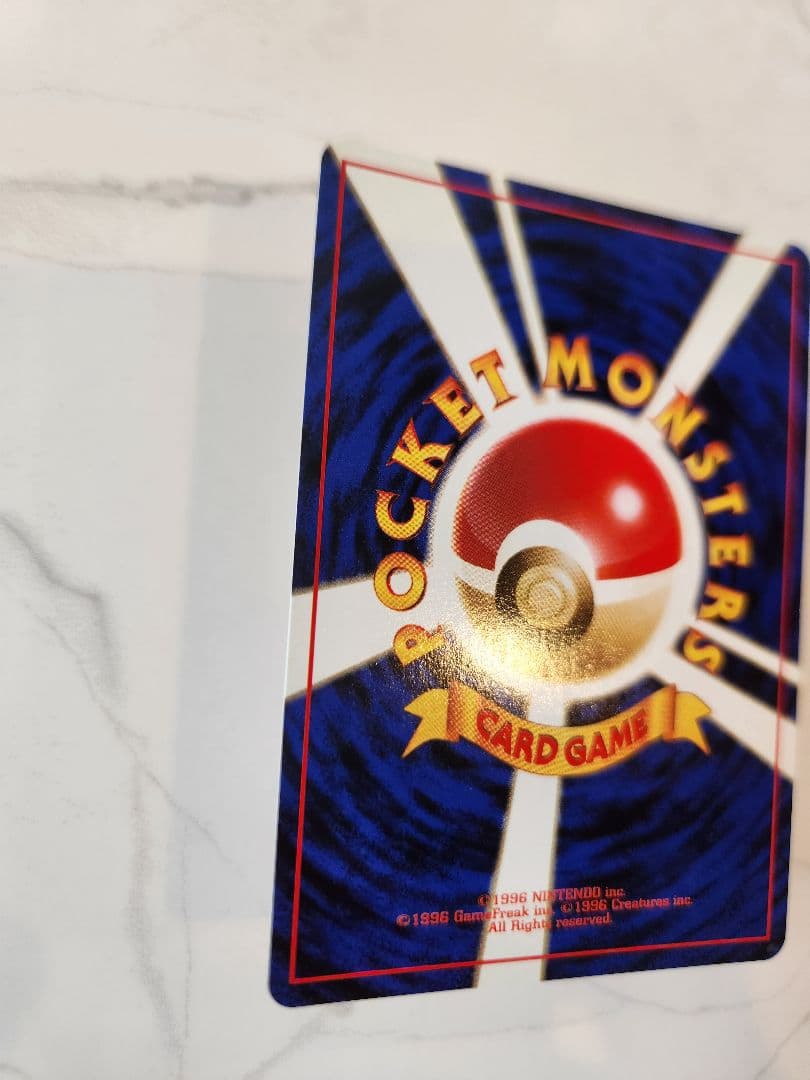 POCKET MONSTERS
CARD GAME
©1996 NINTENDO inc.
©1996 GameFreak inc. ©1996 Creatures inc.
All Rights reserved.